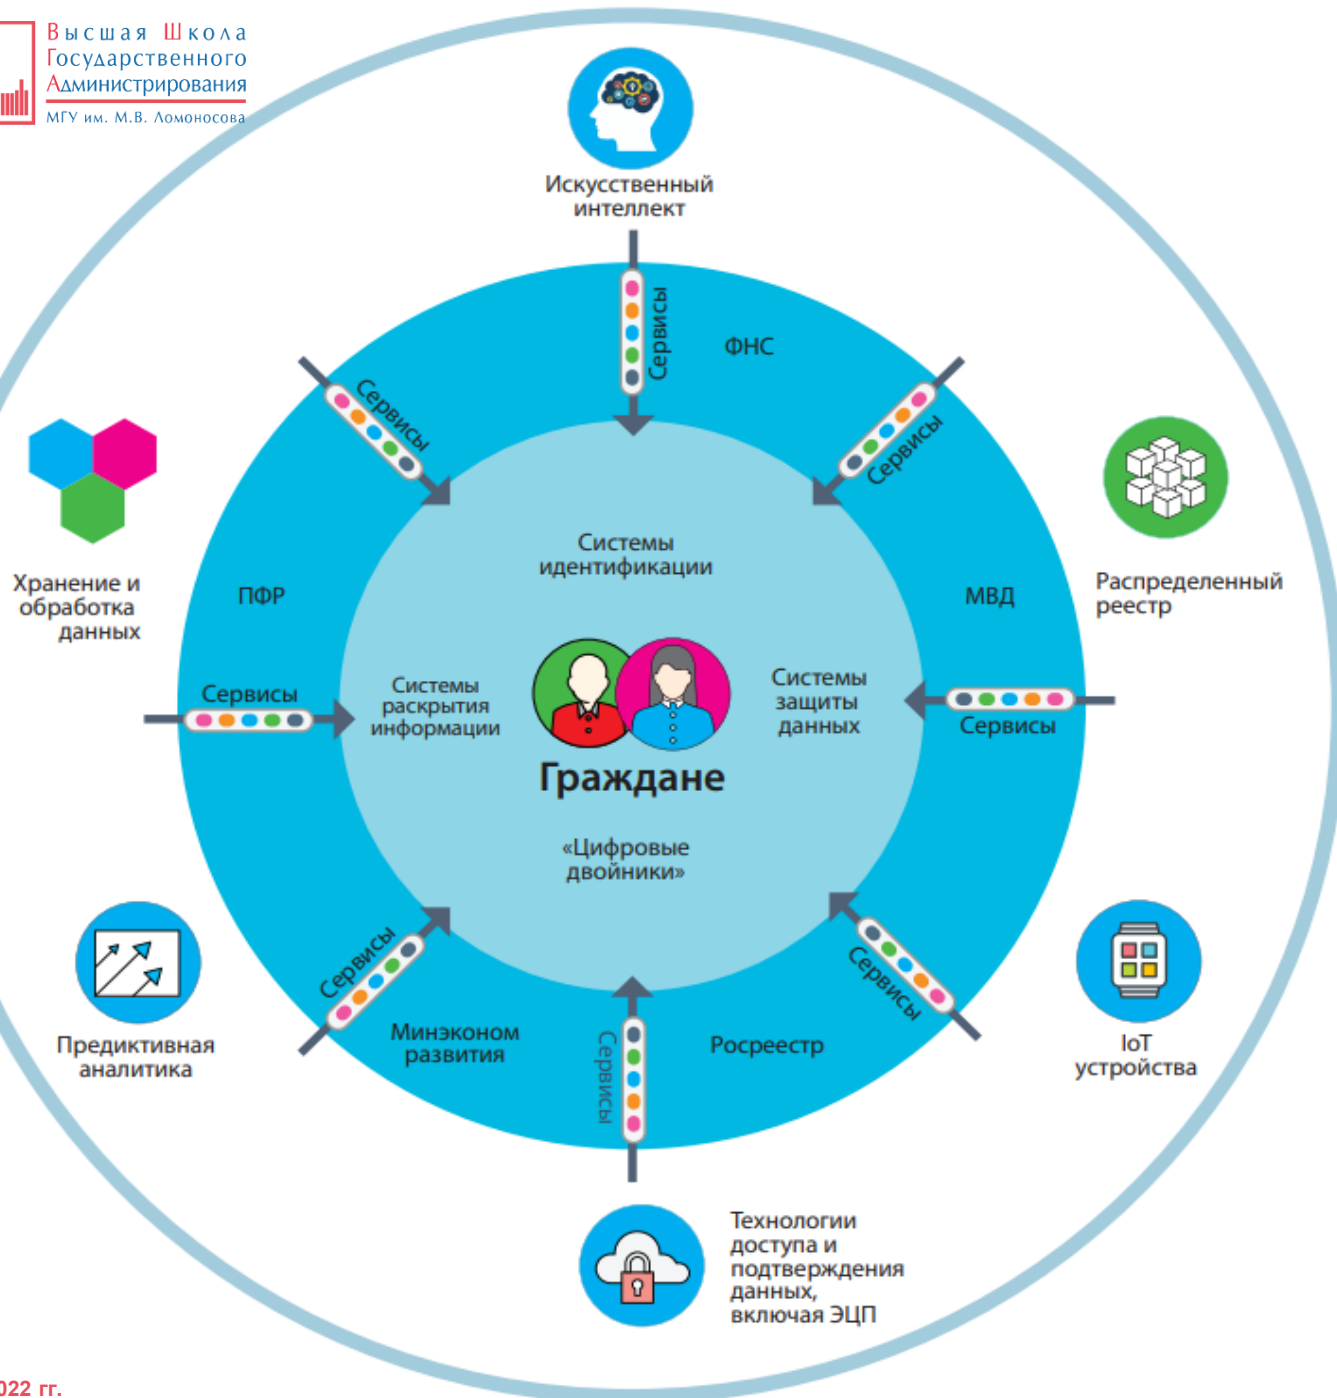 Высшая Школа
Государственного
Администрирования
МГУ им. М.В. Ломоносова
Искусственный
интеллект
Сервисы
ФНС
Сервисы
Сервисы
Системы
идентификации
Хранение и
обработка
данных
ПФР
МВД
Распределенный
реестр
Сервисы
Системы
раскрытия
информации
Системы
защиты
данных
Сервисы
Граждане
«Цифровые
двойники»
Сервисы
Сервисы
Предиктивная
аналитика
Минэконом
развития
Сервисы
Росреестр
IoT
устройства
Технологии
доступа и
подтверждения
данных,
включая ЭЦП
022 гг.